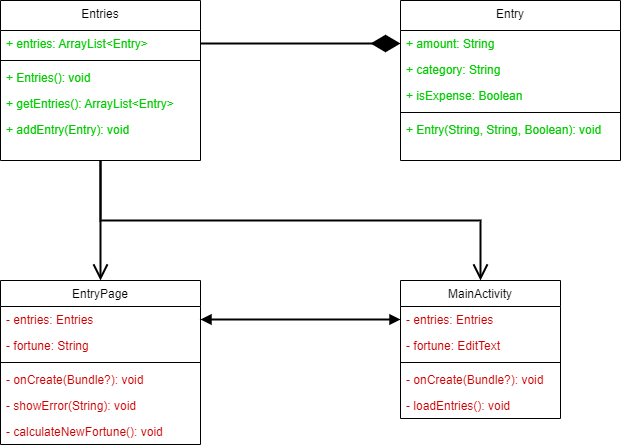 Entries
+ entries: ArrayList<Entry>
+ Entries(): void
+ getEntries(): ArrayList<Entry>
+ addEntry(Entry): void
Entry
+ amount: String
+ category: String
+ isExpense: Boolean
+ Entry(String, String, Boolean): void
EntryPage
- entries: Entries
- fortune: String
- onCreate(Bundle?): void
- showError(String): void
- calculateNewFortune(): void
MainActivity
- entries: Entries
- fortune: EditText
- onCreate(Bundle?): void
- loadEntries(): void